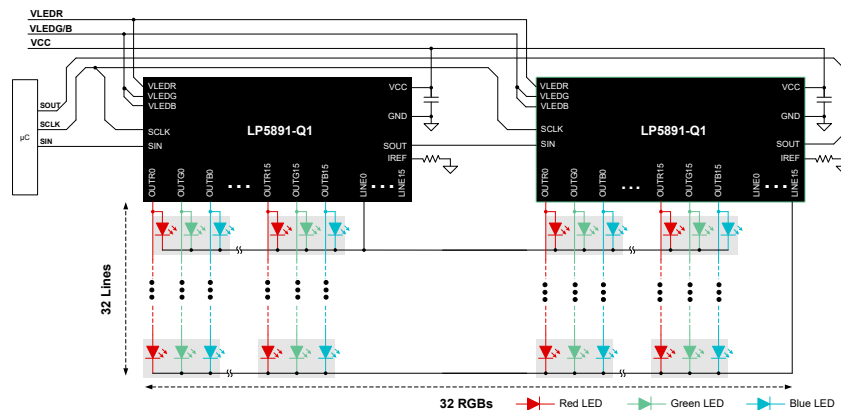 VLEDR
VLEDG/B
VCC
µC
SOUT
SCLK
SIN
VLEDR
VLEDG
VLEDB
SCLK
SIN
LP5891-Q1
VCC
GND
SOUT
IREF
OUTR0
OUTG0
OUTB0
OUTR15
OUTG15
OUTB15
LINE0
LINE15
VLEDR
VLEDG
VLEDB
SCLK
SIN
LP5891-Q1
VCC
GND
SOUT
IREF
OUTR0
OUTG0
OUTB0
OUTR15
OUTG15
OUTB15
LINE0
LINE15
32 Lines
32 RGBs
Red LED
Green LED
Blue LED